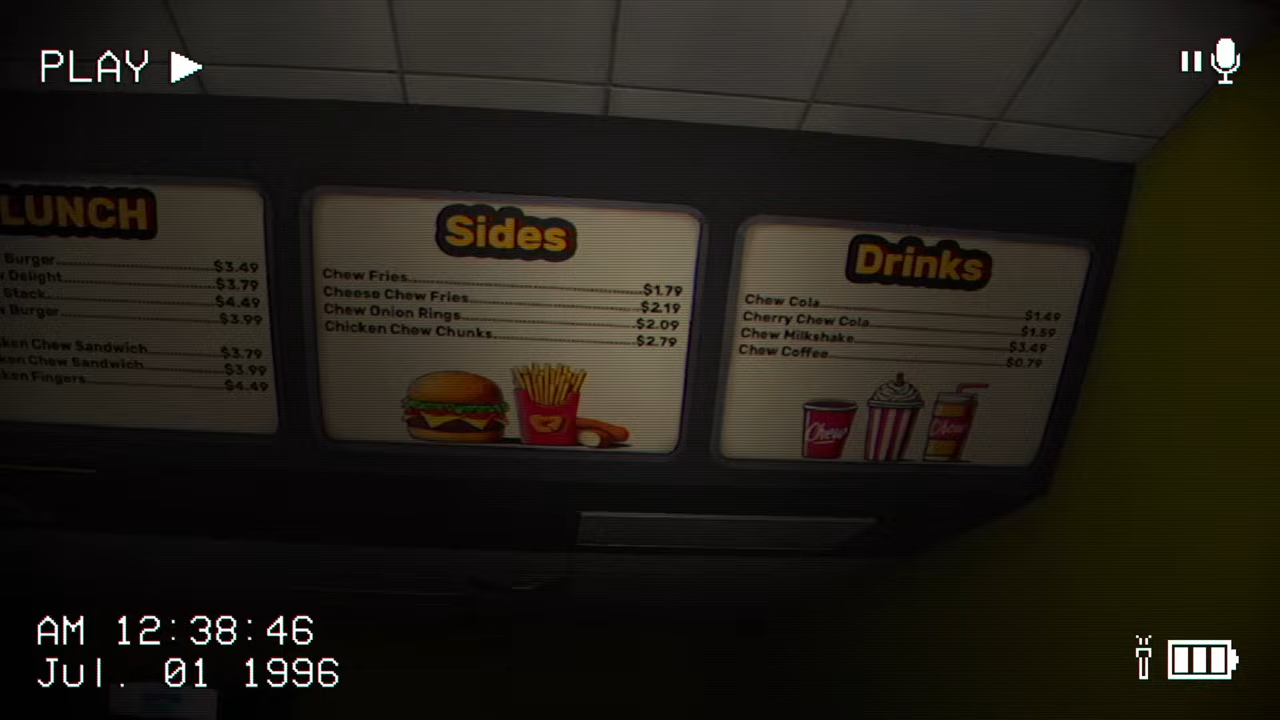 PLAY
LUNCH
Burger $3.49
Delight $3.79
Stack $4.49
Burger $3.99
Chew Sandwich $3.79
Chew Sandwich $3.99
Fingers $4.49
Sides
Chew Fries $1.79
Cheese Chew Fries $2.19
Chew Onion Rings $2.09
Chicken Chew Chunks $2.79
Drinks
Chew Cola $1.49
Cherry Chew Cola $1.59
Chew Milkshake $3.49
Chew Coffee $0.79
Chew
Chew
AM 12:38:46
Jul. 01 1996